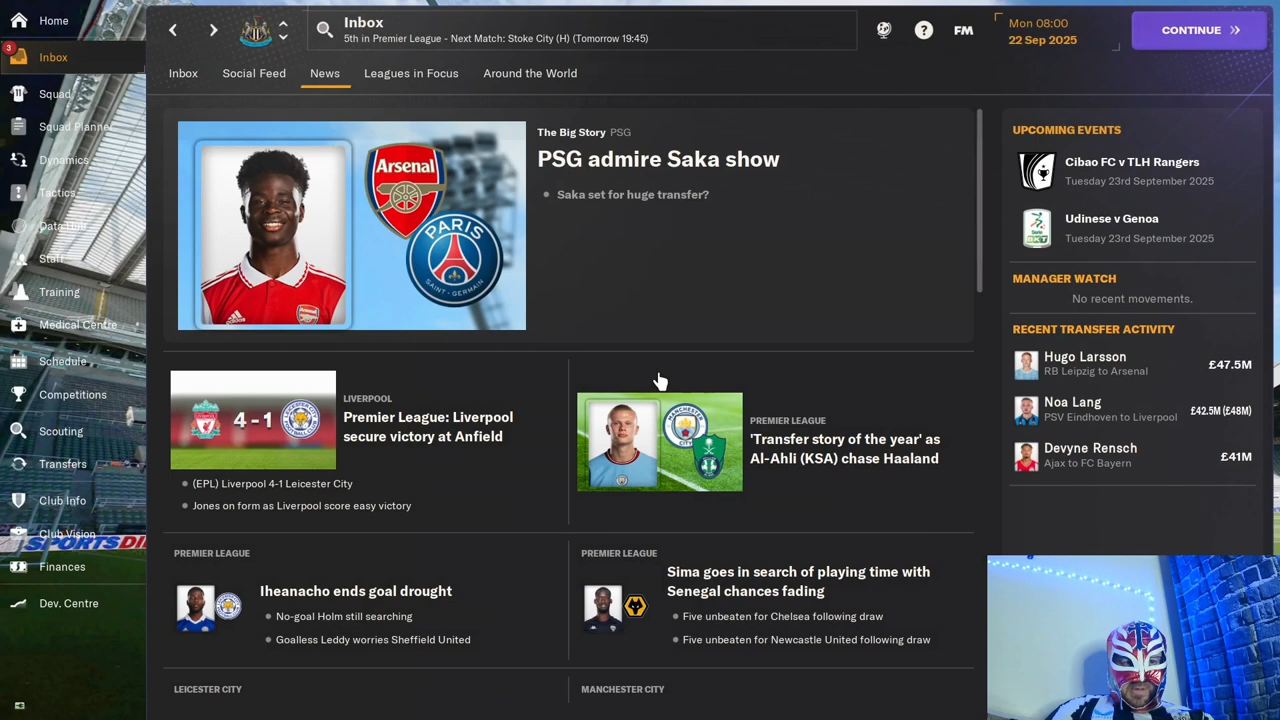 Home
3
Inbox
Squad
Squad Planner
Dynamics
Tactics
Data Hub
Staff
Training
Medical Centre
Schedule
Competitions
Scouting
Transfers
Club Info
Club Vision
SPORTS DI
Finances
Dev. Centre
Inbox
5th in Premier League - Next Match: Stoke City (H) (Tomorrow 19:45)
?
FM
Mon 08:00
22 Sep 2025
CONTINUE
Inbox
Social Feed
News
Leagues in Focus
Around the World
Arsenal
PARIS
SAINT-GERMAIN
The Big Story PSG
PSG admire Saka show
Saka set for huge transfer?
4 - 1
LIVERPOOL
Premier League: Liverpool
secure victory at Anfield
(EPL) Liverpool 4-1 Leicester City
Jones on form as Liverpool score easy victory
PREMIER LEAGUE
'Transfer story of the year' as
Al-Ahli (KSA) chase Haaland
PREMIER LEAGUE
Iheanacho ends goal drought
No-goal Holm still searching
Goalless Leddy worries Sheffield United
PREMIER LEAGUE
Sima goes in search of playing time with
Senegal chances fading
Five unbeaten for Chelsea following draw
Five unbeaten for Newcastle United following draw
LEICESTER CITY
MANCHESTER CITY
UPCOMING EVENTS
Cibao FC v TLH Rangers
Tuesday 23rd September 2025
Udinese v Genoa
Tuesday 23rd September 2025
MANAGER WATCH
No recent movements.
RECENT TRANSFER ACTIVITY
Hugo Larsson
RB Leipzig to Arsenal
£47.5M
Noa Lang
PSV Eindhoven to Liverpool
£42.5M (£48M)
Devyne Rensch
Ajax to FC Bayern
£41M